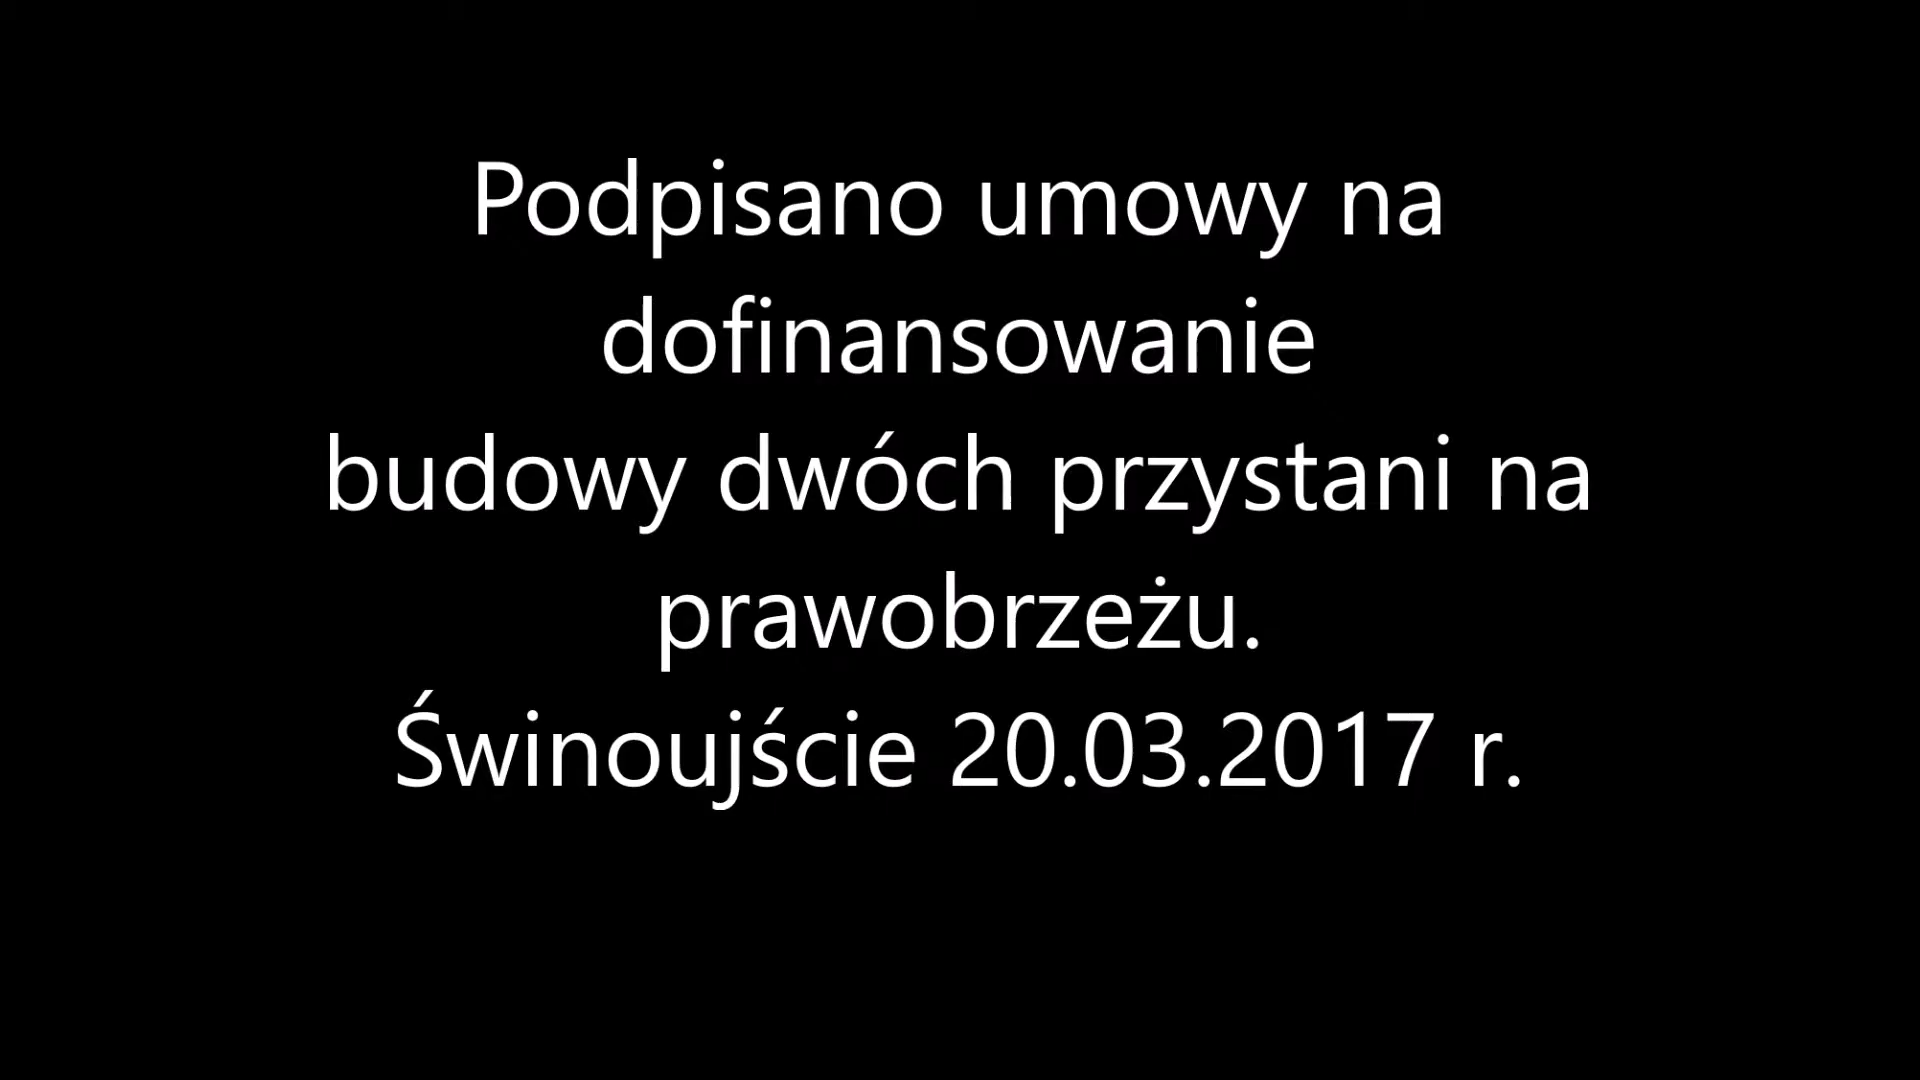 Podpisano umowy na
dofinansowanie
budowy dwóch przystani na
prawobrzeżu.
Świnoujście 20.03.2017 r.